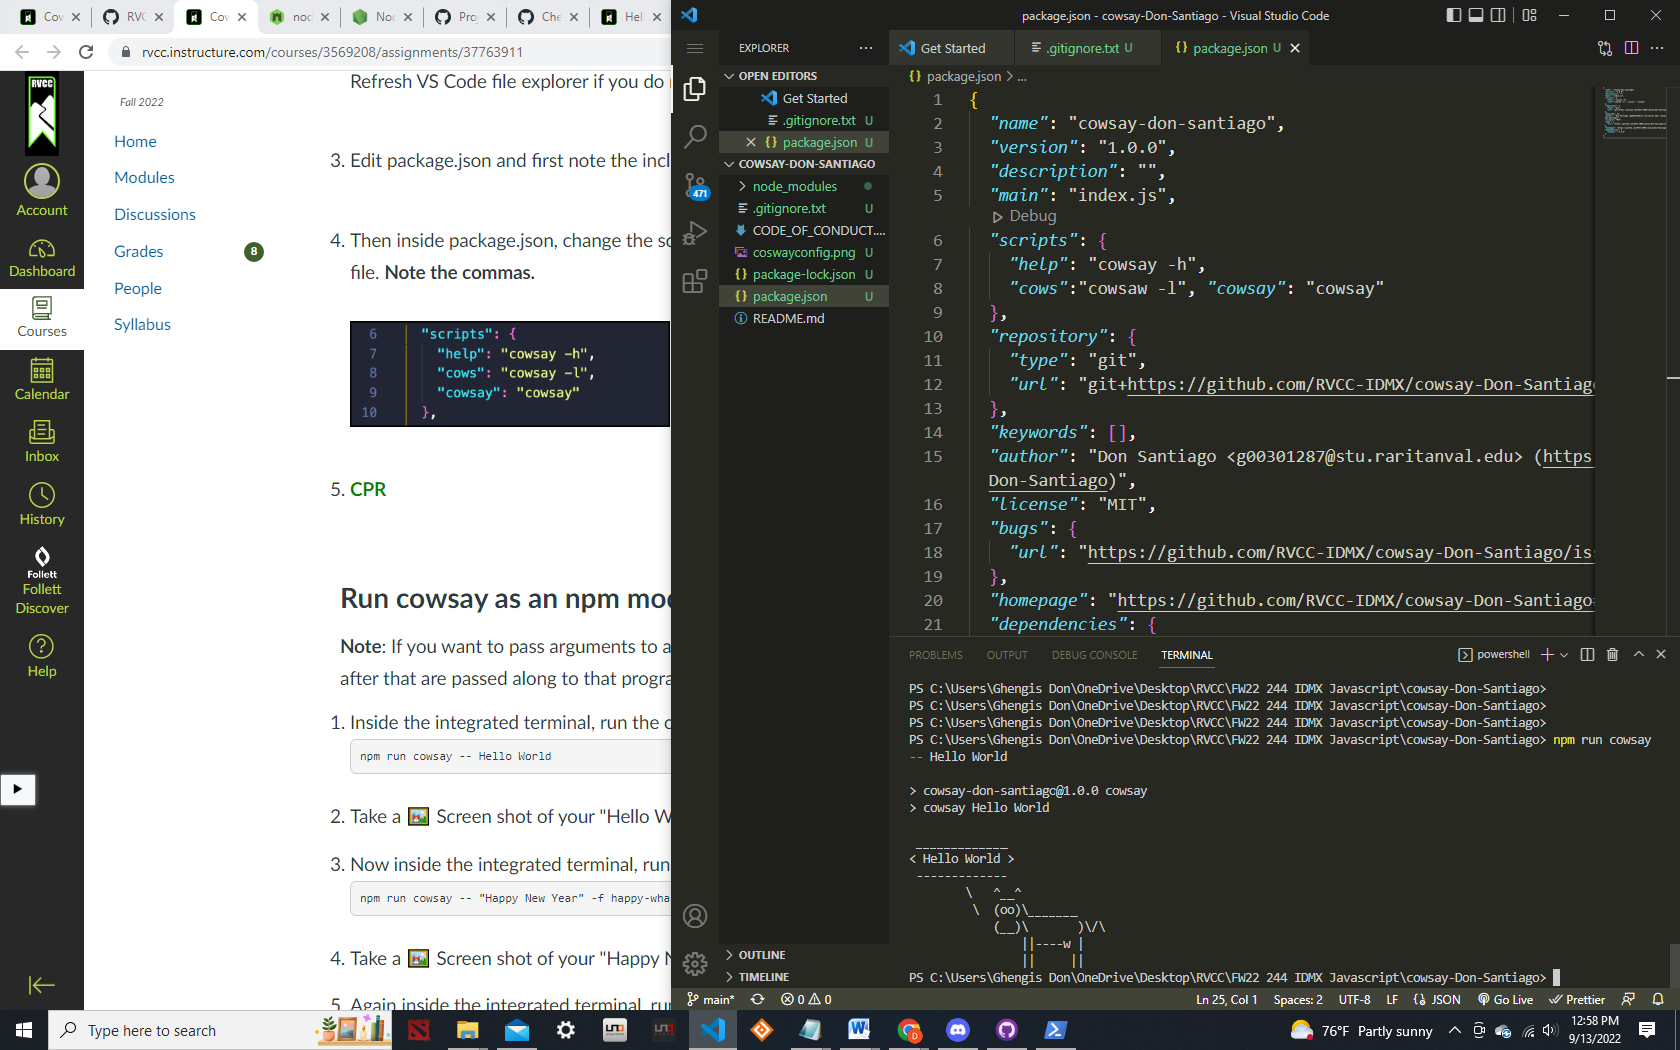 Cov
RVC
Cov
nod
Noc
Proj
Che
Hell
rvcc.instructure.com/courses/3569208/assignments/37763911
RVCC
Account
Dashboard
Courses
Calendar
Inbox
History
Follett
Follett
Discover
Help
Fall 2022
Home
Modules
Discussions
Grades
8
People
Syllabus
Refresh VS Code file explorer if you do
3. Edit package.json and first note the incl
4. Then inside package.json, change the sc
file. Note the commas.
6 "scripts": {
7 "help": "cowsay -h",
8 "cows": "cowsay -l",
9 "cowsay": "cowsay"
10 },
5. CPR
Run cowsay as an npm mod
Note: If you want to pass arguments to a
after that are passed along to that progra
1. Inside the integrated terminal, run the c
npm run cowsay -- Hello World
2. Take a Screen shot of your "Hello W
3. Now inside the integrated terminal, run
npm run cowsay -- "Happy New Year" -f happy-wha
4. Take a Screen shot of your "Happy N
5. Again inside the integrated terminal, rur
package.json - cowsay-Don-Santiago - Visual Studio Code
EXPLORER
OPEN EDITORS
Get Started
.gitignore.txt U
package.json U
COWSAY-DON-SANTIAGO
node_modules
.gitignore.txt U
CODE_OF_CONDUCT....
coswayconfig.png U
package-lock.json U
package.json U
README.md
471
OUTLINE
TIMELINE
Get Started
.gitignore.txt U
package.json U
package.json > ...
1 {
2 "name": "cowsay-don-santiago",
3 "version": "1.0.0",
4 "description": "",
5 "main": "index.js",
Debug
6 "scripts": {
7 "help": "cowsay -h",
8 "cows":"cowsaw -l", "cowsay": "cowsay"
9 },
10 "repository": {
11 "type": "git",
12 "url": "git+https://github.com/RVCC-IDMX/cowsay-Don-Santiago
13 },
14 "keywords": [],
15 "author": "Don Santiago <g00301287@stu.raritanval.edu> (https
Don-Santiago)",
16 "license": "MIT",
17 "bugs": {
18 "url": "https://github.com/RVCC-IDMX/cowsay-Don-Santiago/iss
19 },
20 "homepage": "https://github.com/RVCC-IDMX/cowsay-Don-Santiago#
21 "dependencies": {
PROBLEMS OUTPUT DEBUG CONSOLE TERMINAL
powershell
PS C:\Users\Ghengis Don\OneDrive\Desktop\RVCC\FW22 244 IDMX Javascript\cowsay-Don-Santiago>
PS C:\Users\Ghengis Don\OneDrive\Desktop\RVCC\FW22 244 IDMX Javascript\cowsay-Don-Santiago>
PS C:\Users\Ghengis Don\OneDrive\Desktop\RVCC\FW22 244 IDMX Javascript\cowsay-Don-Santiago>
PS C:\Users\Ghengis Don\OneDrive\Desktop\RVCC\FW22 244 IDMX Javascript\cowsay-Don-Santiago> npm run cowsay
-- Hello World
> cowsay-don-santiago@1.0.0 cowsay
> cowsay Hello World
_____________
< Hello World >
-------------
\ ^__^
\ (oo)\_______
(__)\ )\/\
||----w |
|| ||
PS C:\Users\Ghengis Don\OneDrive\Desktop\RVCC\FW22 244 IDMX Javascript\cowsay-Don-Santiago>
main*
0 0
Ln 25, Col 1
Spaces: 2
UTF-8
LF
JSON
Go Live
Prettier
Type here to search
76°F Partly sunny
12:58 PM
9/13/2022